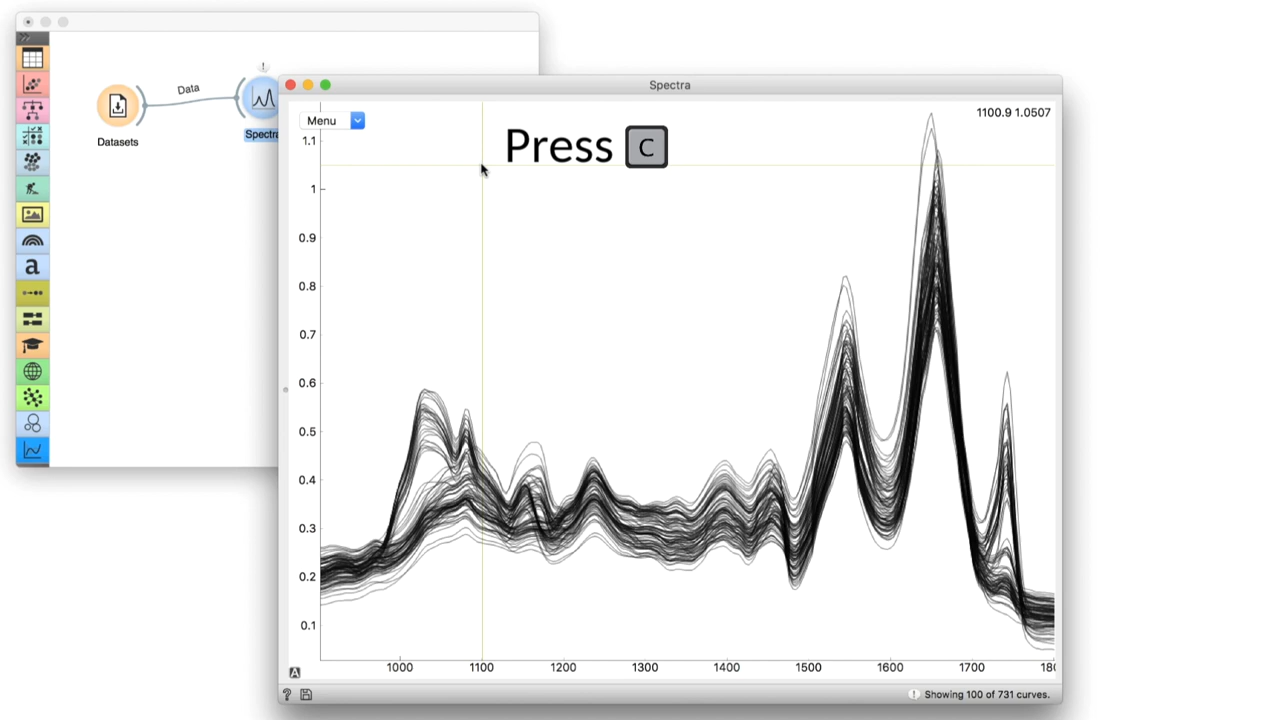 Data
Datasets
Spectra
Spectra
Menu
1100.9 1.0507
Press C
1.1
1
0.9
0.8
0.7
0.6
0.5
0.4
0.3
0.2
0.1
1000 1100 1200 1300 1400 1500 1600 1700 180
A
a
? Showing 100 of 731 curves.